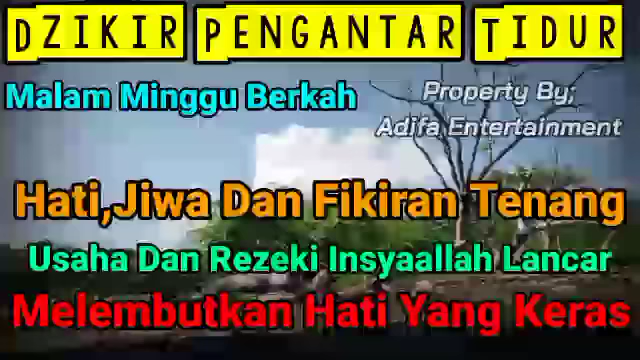 DZIKIR PENGANTAR TIDUR
Malam Minggu Berkah
Property By;
Adifa Entertainment
Hati,Jiwa Dan Fikiran Tenang
Usaha Dan Rezeki Insyaallah Lancar
Melembutkan Hati Yang Keras